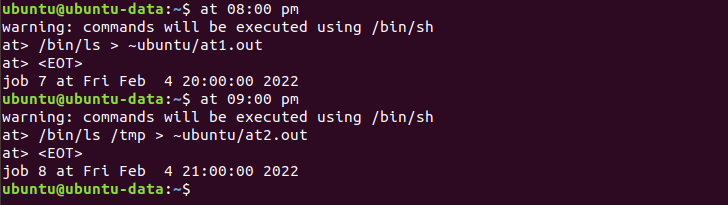 ubuntu@ubuntu-data:~$ at 08:00 pm
warning: commands will be executed using /bin/sh
at> /bin/ls > ~ubuntu/at1.out
at> <EOT>
job 7 at Fri Feb  4 20:00:00 2022
ubuntu@ubuntu-data:~$ at 09:00 pm
warning: commands will be executed using /bin/sh
at> /bin/ls /tmp > ~ubuntu/at2.out
at> <EOT>
job 8 at Fri Feb  4 21:00:00 2022
ubuntu@ubuntu-data:~$